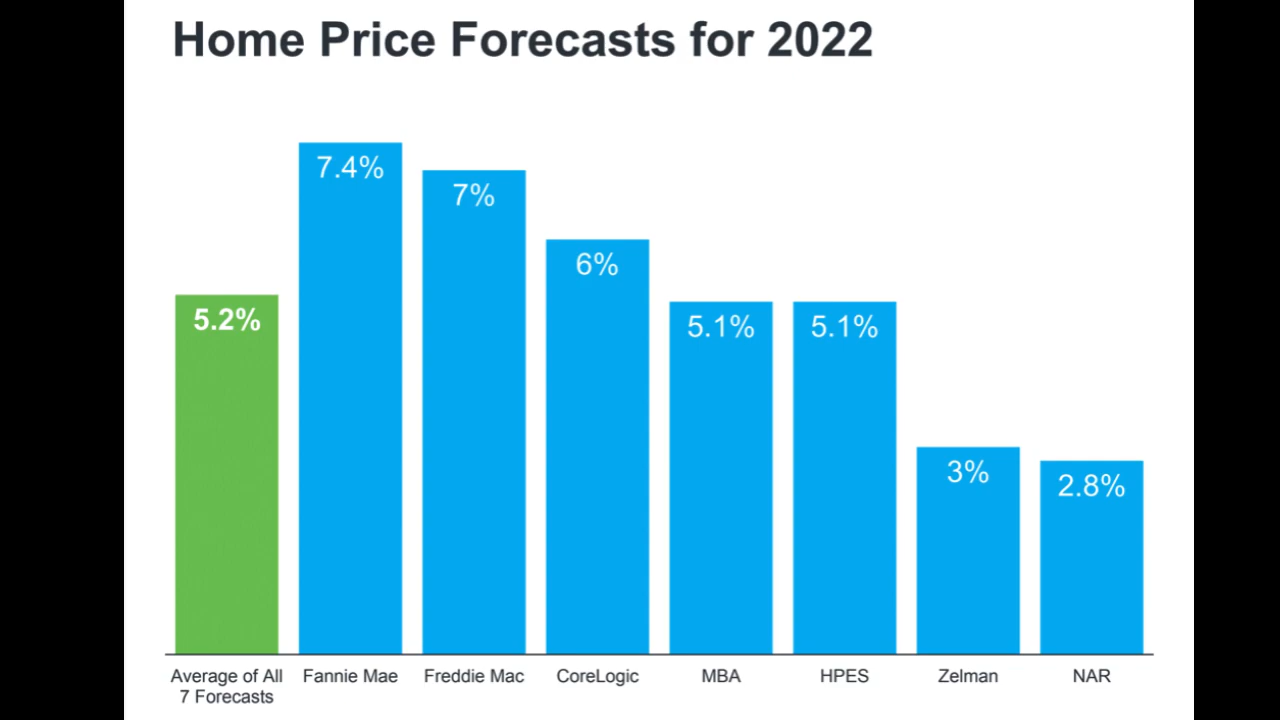 Home Price Forecasts for 2022
5.2%
7.4%
7%
6%
5.1%
5.1%
3%
2.8%
Average of All
7 Forecasts
Fannie Mae
Freddie Mac
CoreLogic
MBA
HPES
Zelman
NAR